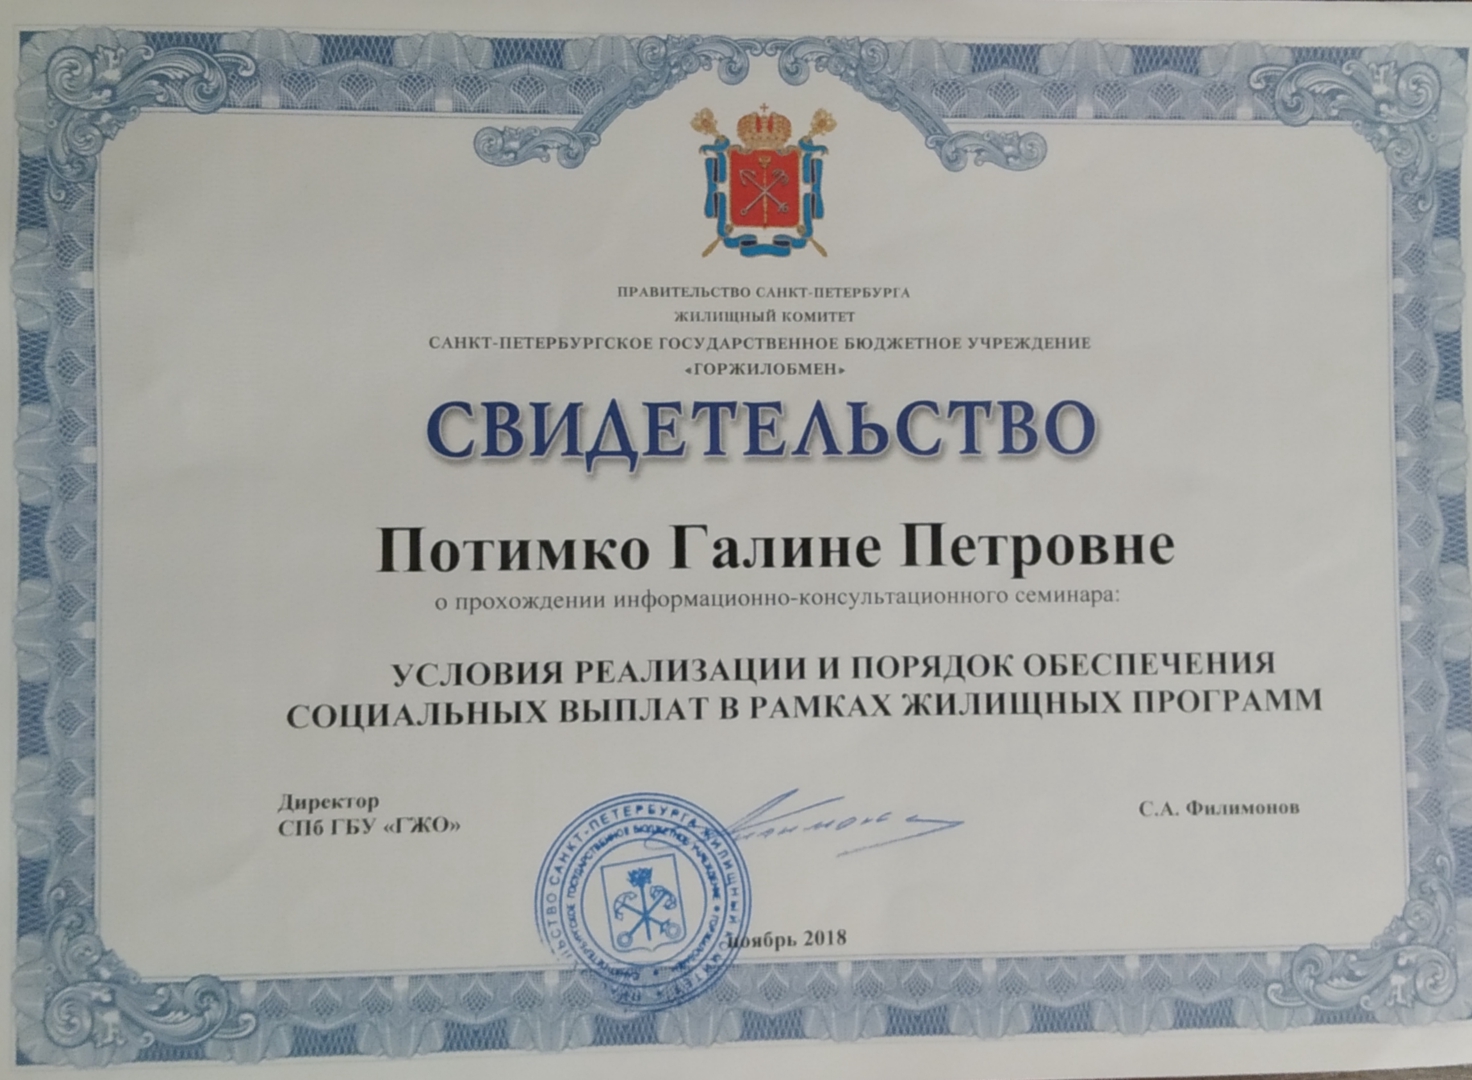 ПРАВИТЕЛЬСТВО САНКТ-ПЕТЕРБУРГА
ЖИЛИЩНЫЙ КОМИТЕТ
САНКТ-ПЕТЕРБУРГСКОЕ ГОСУДАРСТВЕННОЕ БЮДЖЕТНОЕ УЧРЕЖДЕНИЕ
«ГОРЖИЛОБМЕН»
СВИДЕТЕЛЬСТВО
Потимко Галине Петровне
о прохождении информационно-консультационного семинара:
УСЛОВИЯ РЕАЛИЗАЦИИ И ПОРЯДОК ОБЕСПЕЧЕНИЯ
СОЦИАЛЬНЫХ ВЫПЛАТ В РАМКАХ ЖИЛИЩНЫХ ПРОГРАММ
Директор
СПб ГБУ «ГЖО»
С.А. Филимонов
ноябрь 2018